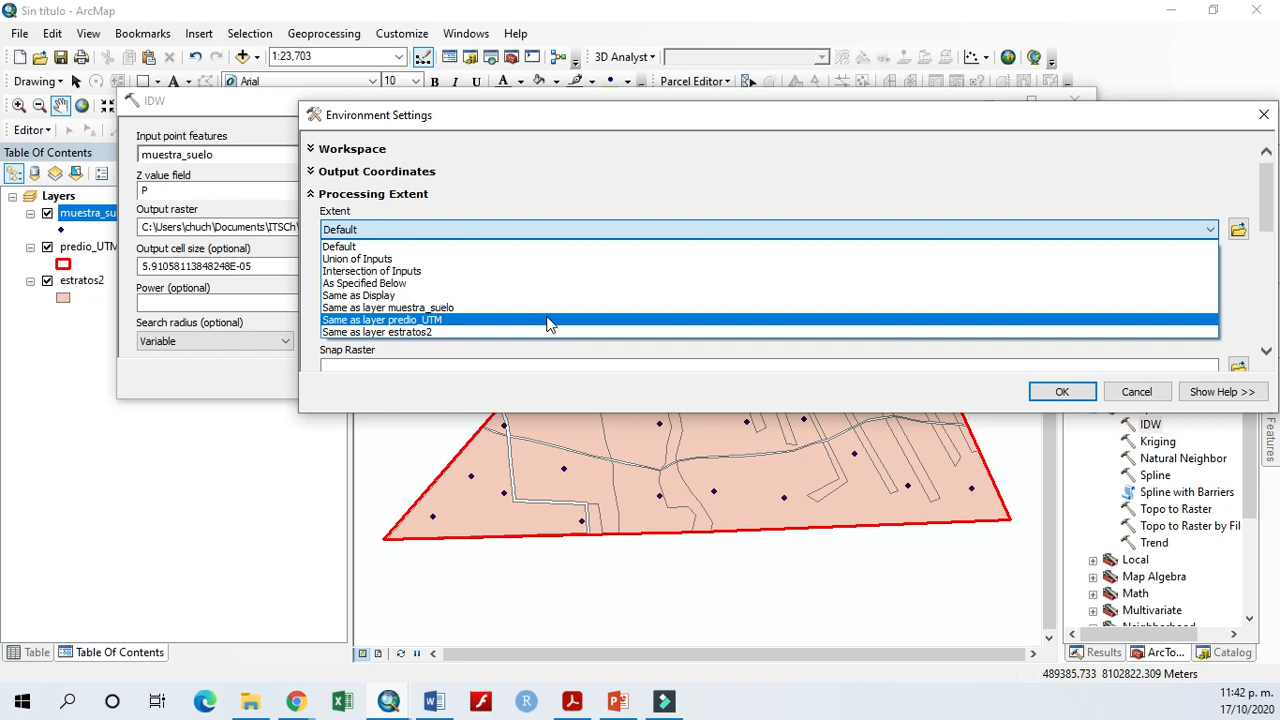 Sin título - ArcMap
File Edit View Bookmarks Insert Selection Geoprocessing Customize Windows Help
1:23,703 3D Analyst
Drawing Arial 10 B I U A Parcel Editor
IDW
Environment Settings
Editor
Table Of Contents
Layers
muestra_su
predio_UTM
estratos2
Input point features
muestra_suelo
Z value field
P
Output raster
C:\Users\chuch\Documents\ITSCh\
Output cell size (optional)
5.91058113848248E-05
Power (optional)
Search radius (optional)
Variable
Workspace
Output Coordinates
Processing Extent
Extent
Default
Default
Union of Inputs
Intersection of Inputs
As Specified Below
Same as Display
Same as layer muestra_suelo
Same as layer predio_UTM
Same as layer estratos2
Snap Raster
OK Cancel Show Help >>
IDW
Kriging
Natural Neighbor
Spline
Spline with Barriers
Topo to Raster
Topo to Raster by Fil
Trend
Local
Map Algebra
Math
Multivariate
Features
Table Table Of Contents
Results ArcTo... Catalog
489385.733 8102822.309 Meters
11:42 p. m.
17/10/2020